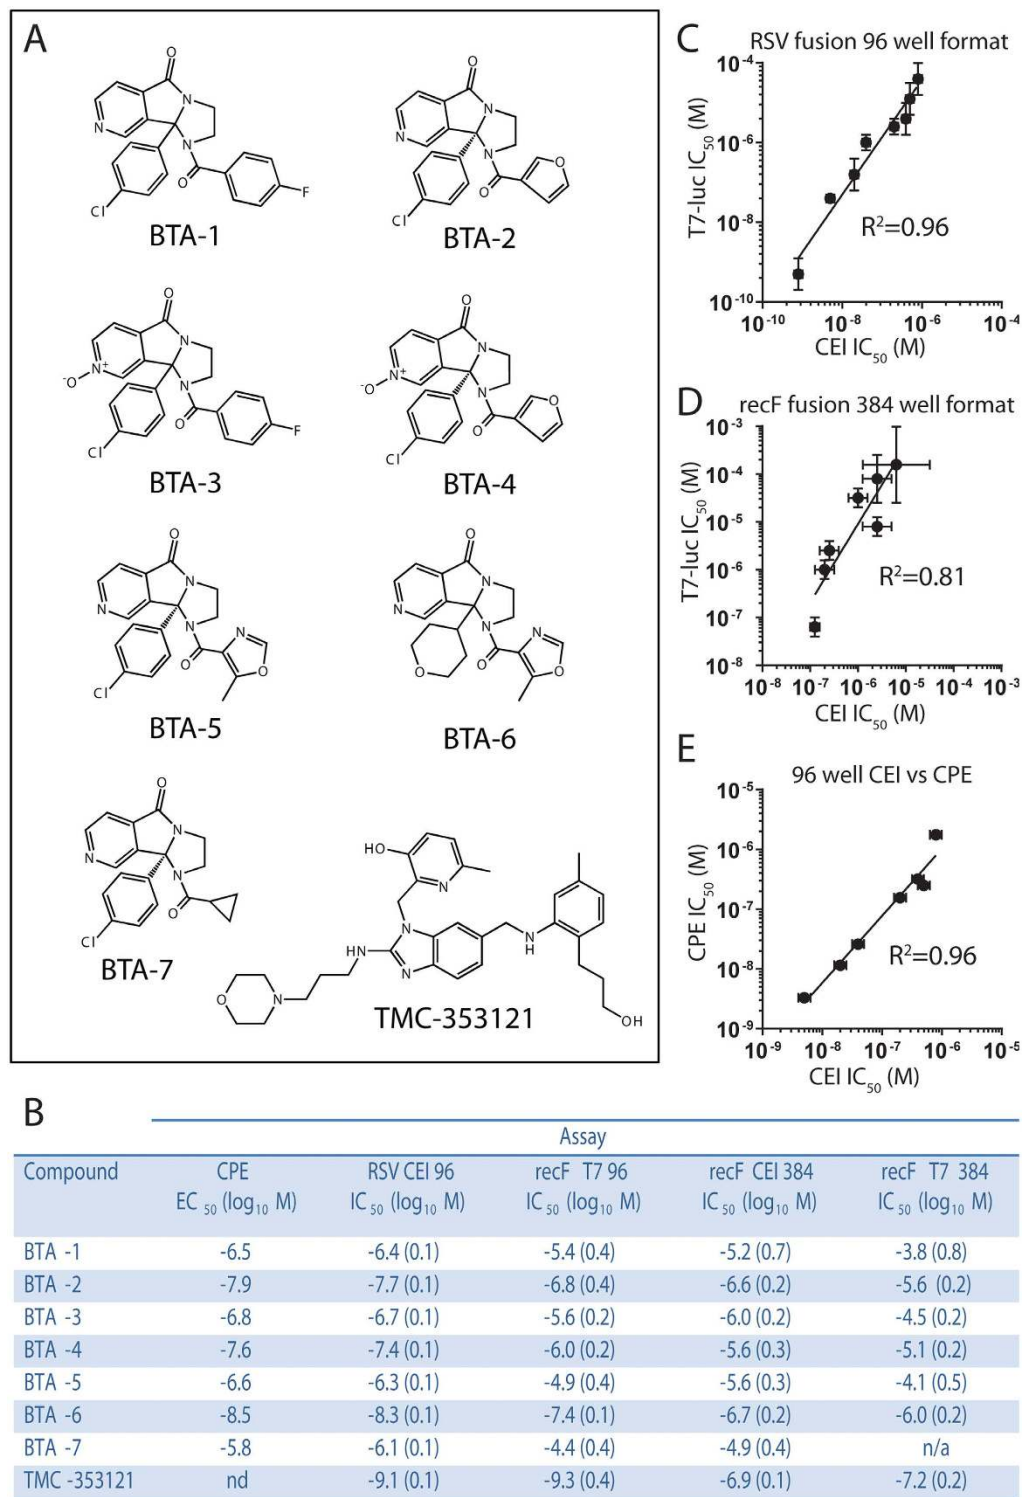 A
O
N
N
N
Cl
O
F
BTA-1
O
N
N
N
Cl
O
O
BTA-2
O
N
N⁺
⁻O
N
Cl
O
F
BTA-3
O
N
N⁺
⁻O
N
Cl
O
O
BTA-4
O
N
N
N
Cl
O
N
O
BTA-5
O
N
N
N
O
O
N
O
BTA-6
O
N
N
N
Cl
O
BTA-7
HO
N
N
N
HN
NH
N
O
OH
TMC-353121
C
RSV fusion 96 well format
T7-luc IC₅₀ (M)
10⁻⁴
10⁻⁶
10⁻⁸
10⁻¹⁰
R²=0.96
10⁻¹⁰ 10⁻⁸ 10⁻⁶ 10⁻⁴
CEI IC₅₀ (M)
D
recF fusion 384 well format
T7-luc IC₅₀ (M)
10⁻³
10⁻⁴
10⁻⁵
10⁻⁶
10⁻⁷
10⁻⁸
R²=0.81
10⁻⁸ 10⁻⁷ 10⁻⁶ 10⁻⁵ 10⁻⁴ 10⁻³
CEI IC₅₀ (M)
E
96 well CEI vs CPE
CPE IC₅₀ (M)
10⁻⁵
10⁻⁶
10⁻⁷
10⁻⁸
10⁻⁹
R²=0.96
10⁻⁹ 10⁻⁸ 10⁻⁷ 10⁻⁶ 10⁻⁵
CEI IC₅₀ (M)
B
Assay
Compound CPE RSV CEI 96 recF T7 96 recF CEI 384 recF T7 384
EC ₅₀ (log₁₀ M) IC ₅₀ (log₁₀ M) IC ₅₀ (log₁₀ M) IC ₅₀ (log₁₀ M) IC ₅₀ (log₁₀ M)
BTA -1 -6.5 -6.4 (0.1) -5.4 (0.4) -5.2 (0.7) -3.8 (0.8)
BTA -2 -7.9 -7.7 (0.1) -6.8 (0.4) -6.6 (0.2) -5.6 (0.2)
BTA -3 -6.8 -6.7 (0.1) -5.6 (0.2) -6.0 (0.2) -4.5 (0.2)
BTA -4 -7.6 -7.4 (0.1) -6.0 (0.2) -5.6 (0.3) -5.1 (0.2)
BTA -5 -6.6 -6.3 (0.1) -4.9 (0.4) -5.6 (0.3) -4.1 (0.5)
BTA -6 -8.5 -8.3 (0.1) -7.4 (0.1) -6.7 (0.2) -6.0 (0.2)
BTA -7 -5.8 -6.1 (0.1) -4.4 (0.4) -4.9 (0.4) n/a
TMC -353121 nd -9.1 (0.1) -9.3 (0.4) -6.9 (0.1) -7.2 (0.2)